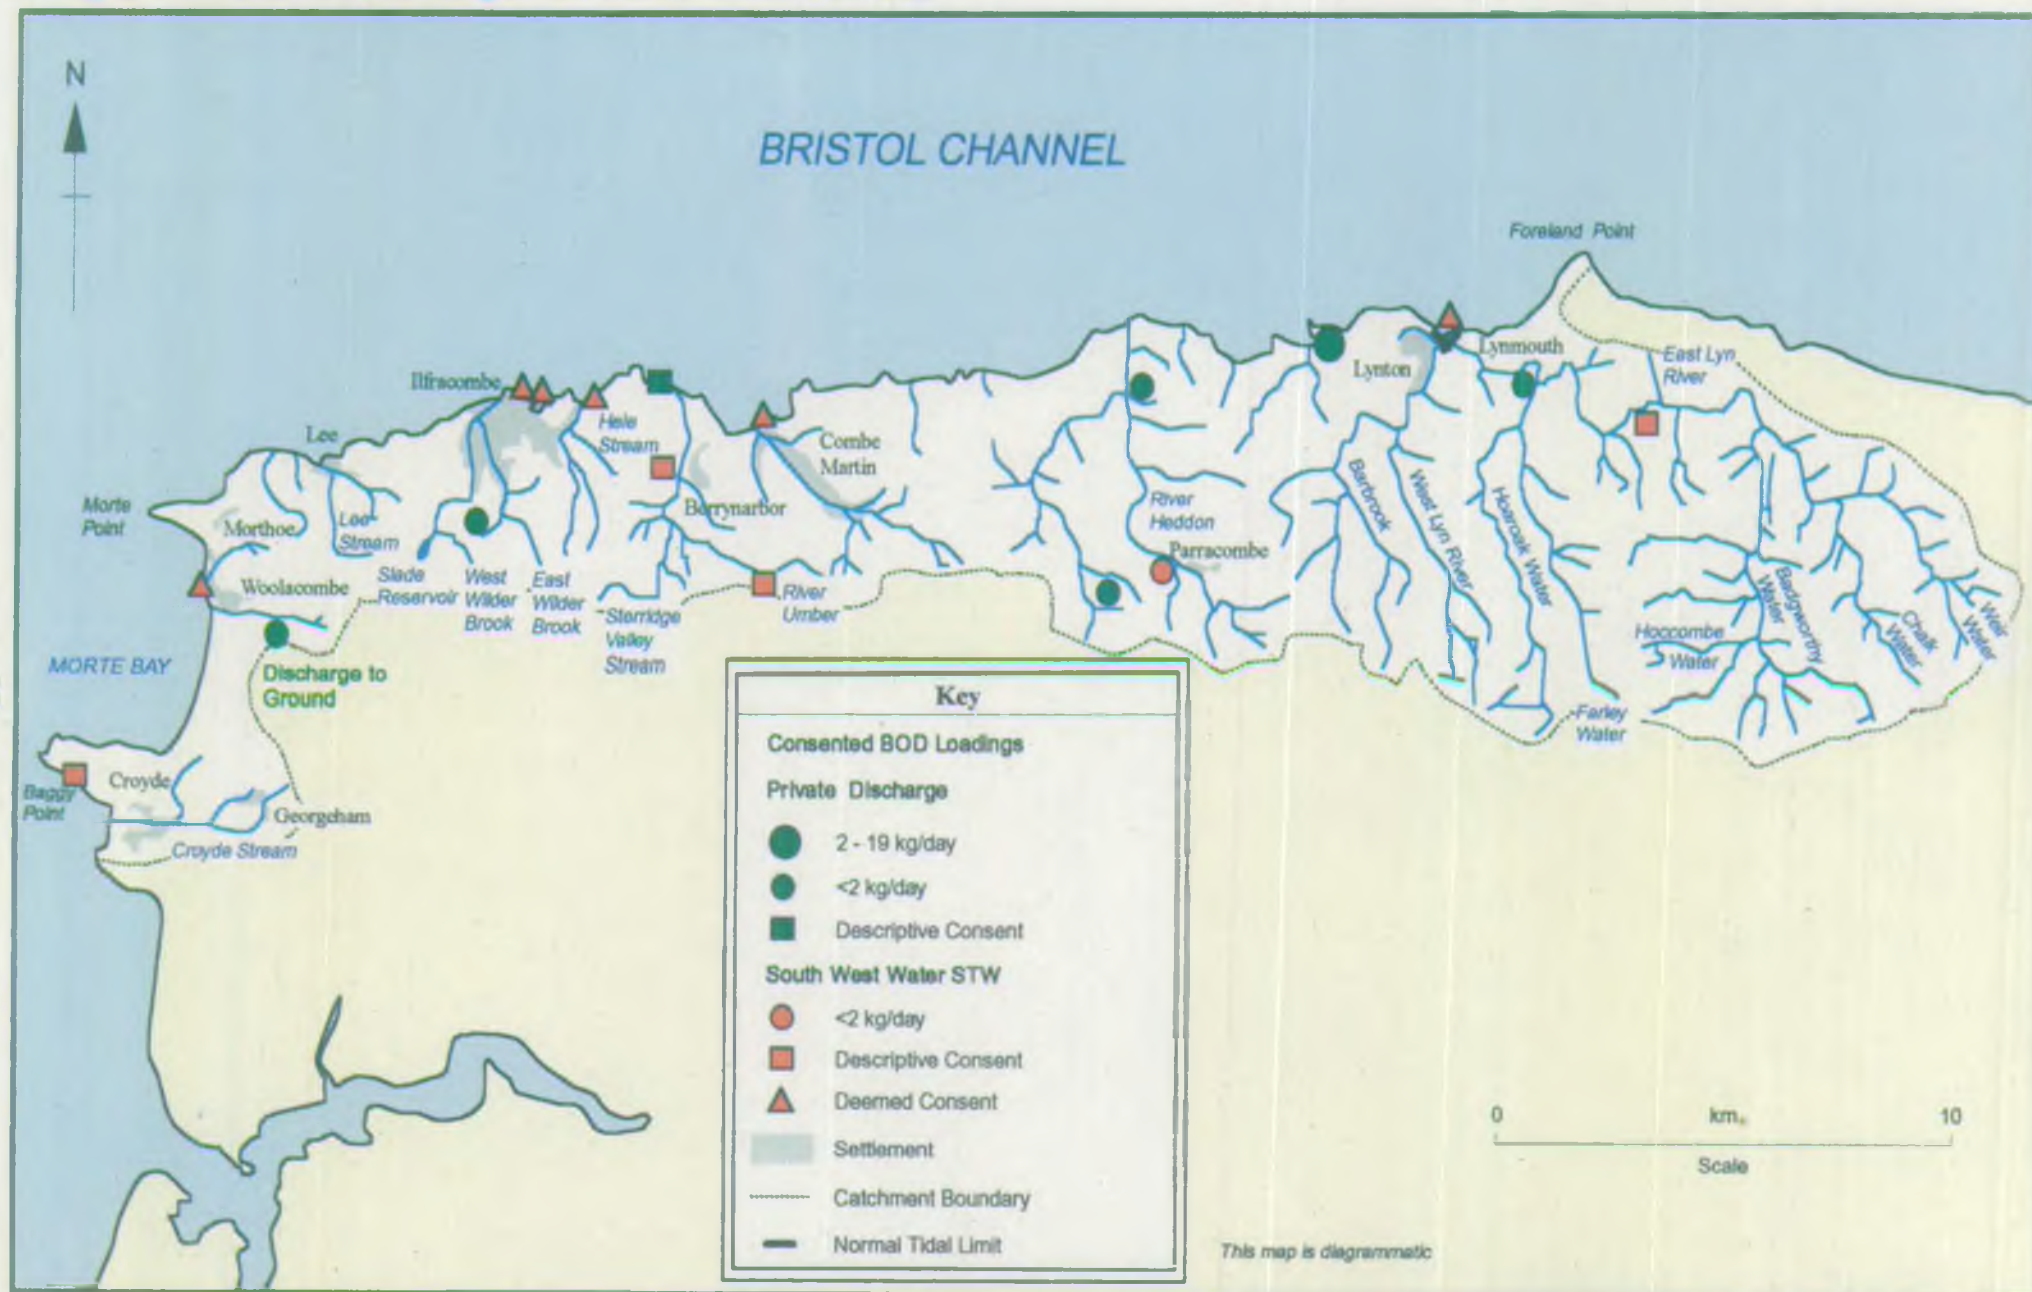 N
BRISTOL CHANNEL
Foreland Point
Lynmouth
East Lyn
River
Lynton
Ilfracombe
Hele
Stream
Lee
Combe
Martin
Morte
Point
Morthoe
Lee
Stream
Berrynarbor
River
Heddon
Parracombe
Barbrook
West Lyn River
Hoaroak Water
Badgworthy
Water
Chalk
Water
Weir
Water
Hoccombe
Water
Farley
Water
Woolacombe
Slade
Reservoir
West
Wilder
Brook
East
Wilder
Brook
Sterridge
Valley
Stream
River
Umber
MORTE BAY
Discharge to
Ground
Croyde
Baggy
Point
Georgeham
Croyde Stream
Key
Consented BOD Loadings
Private Discharge
2 - 19 kg/day
<2 kg/day
Descriptive Consent
South West Water STW
<2 kg/day
Descriptive Consent
Deemed Consent
Settlement
Catchment Boundary
Normal Tidal Limit
0 km. 10
Scale
This map is diagrammatic